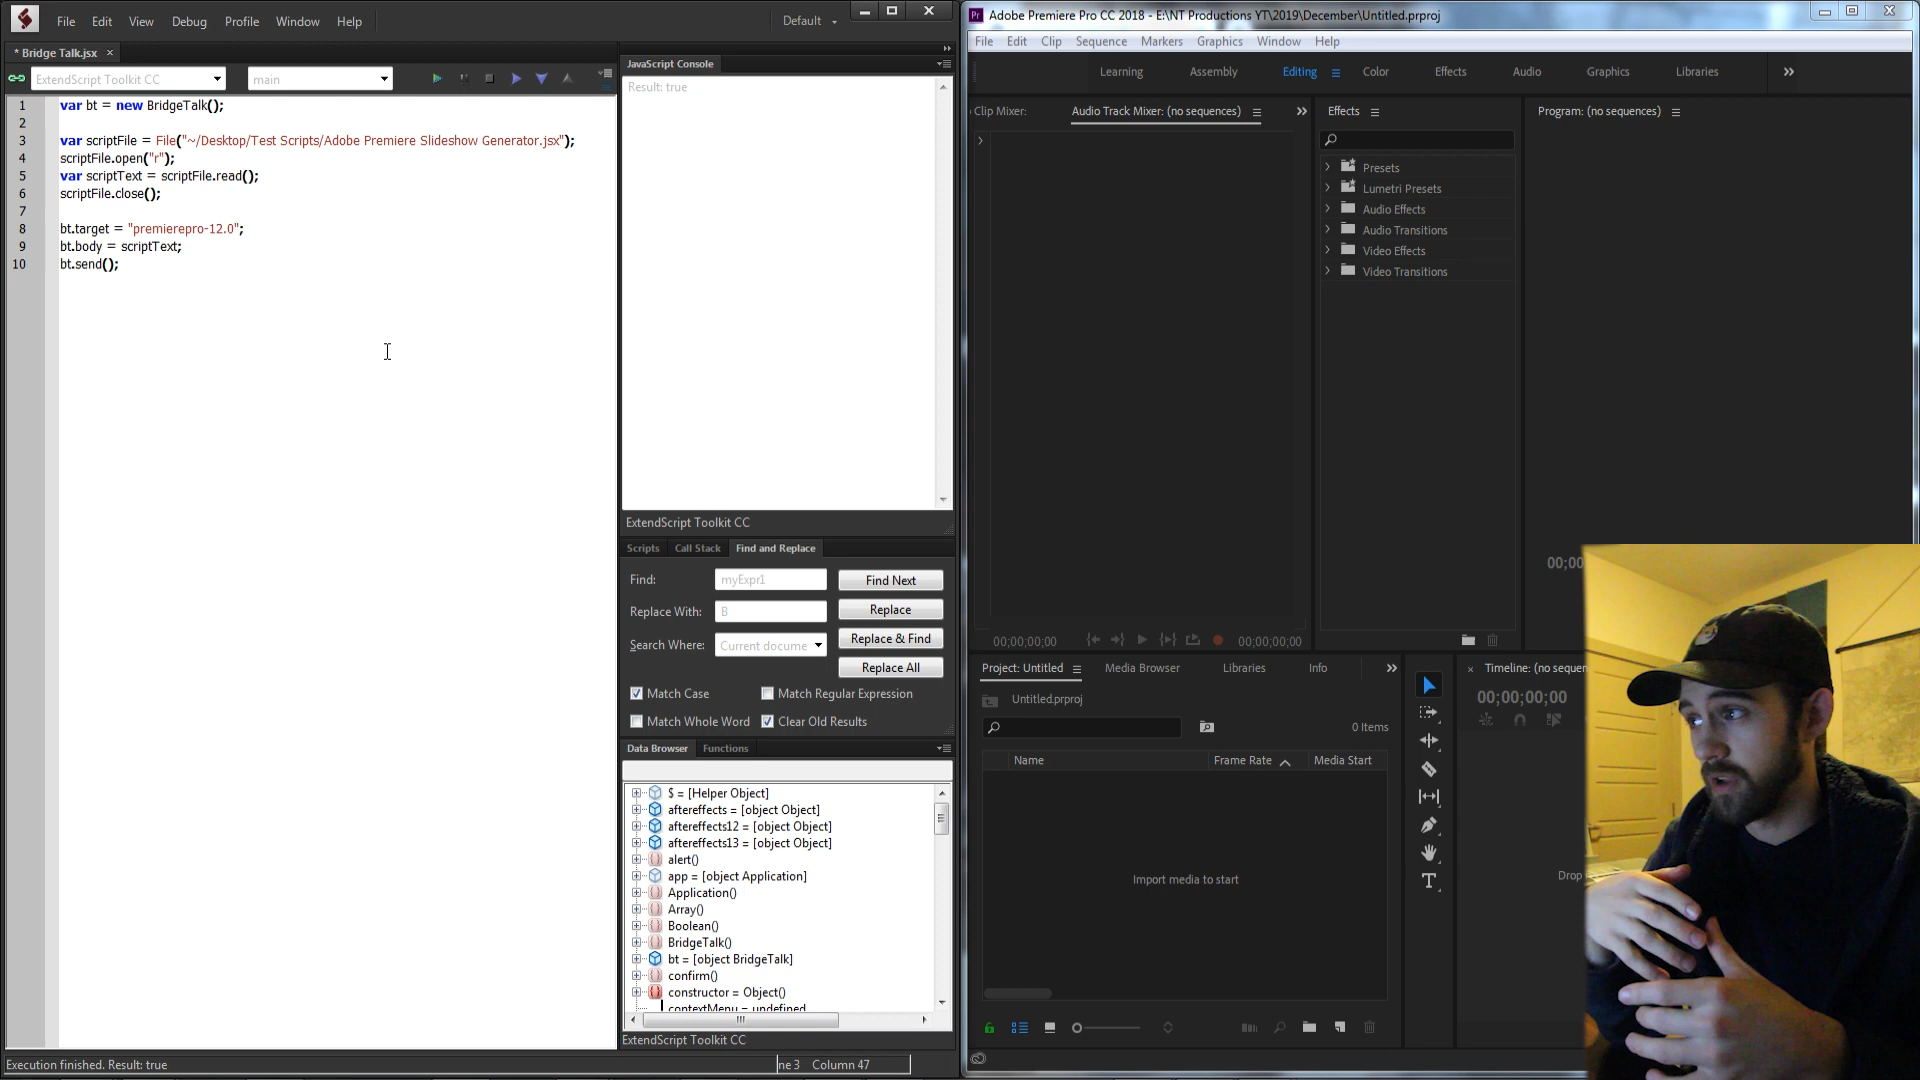 File Edit View Debug Profile Window Help
Default
* Bridge Talk.jsx ×
ExtendScript Toolkit CC
main
1 var bt = new BridgeTalk();
2
3 var scriptFile = File("~/Desktop/Test Scripts/Adobe Premiere Slideshow Generator.jsx");
4 scriptFile.open("r");
5 var scriptText = scriptFile.read();
6 scriptFile.close();
7
8 bt.target = "premierepro-12.0";
9 bt.body = scriptText;
10 bt.send();
Execution finished. Result: true
ne 3 Column 47
JavaScript Console
Result: true
ExtendScript Toolkit CC
Scripts Call Stack Find and Replace
Find: myExpr1 Find Next
Replace With: B Replace
Search Where: Current docume Replace & Find
Replace All
Match Case Match Regular Expression
Match Whole Word Clear Old Results
Data Browser Functions
$ = [Helper Object]
aftereffects = [object Object]
aftereffects12 = [object Object]
aftereffects13 = [object Object]
alert()
app = [object Application]
Application()
Array()
Boolean()
BridgeTalk()
bt = [object BridgeTalk]
confirm()
constructor = Object()
contextMenu = undefined
ExtendScript Toolkit CC
Pr Adobe Premiere Pro CC 2018 - E:\NT Productions YT\2019\December\Untitled.prproj
File Edit Clip Sequence Markers Graphics Window Help
Learning Assembly Editing Color Effects Audio Graphics Libraries
Clip Mixer: Audio Track Mixer: (no sequences)
00;00;00;00 00;00;00;00
Effects
Presets
Lumetri Presets
Audio Effects
Audio Transitions
Video Effects
Video Transitions
Program: (no sequences)
00;00
Project: Untitled Media Browser Libraries Info
Untitled.prproj
0 Items
Name Frame Rate Media Start
Import media to start
× Timeline: (no sequen
00;00;00;00
Drop